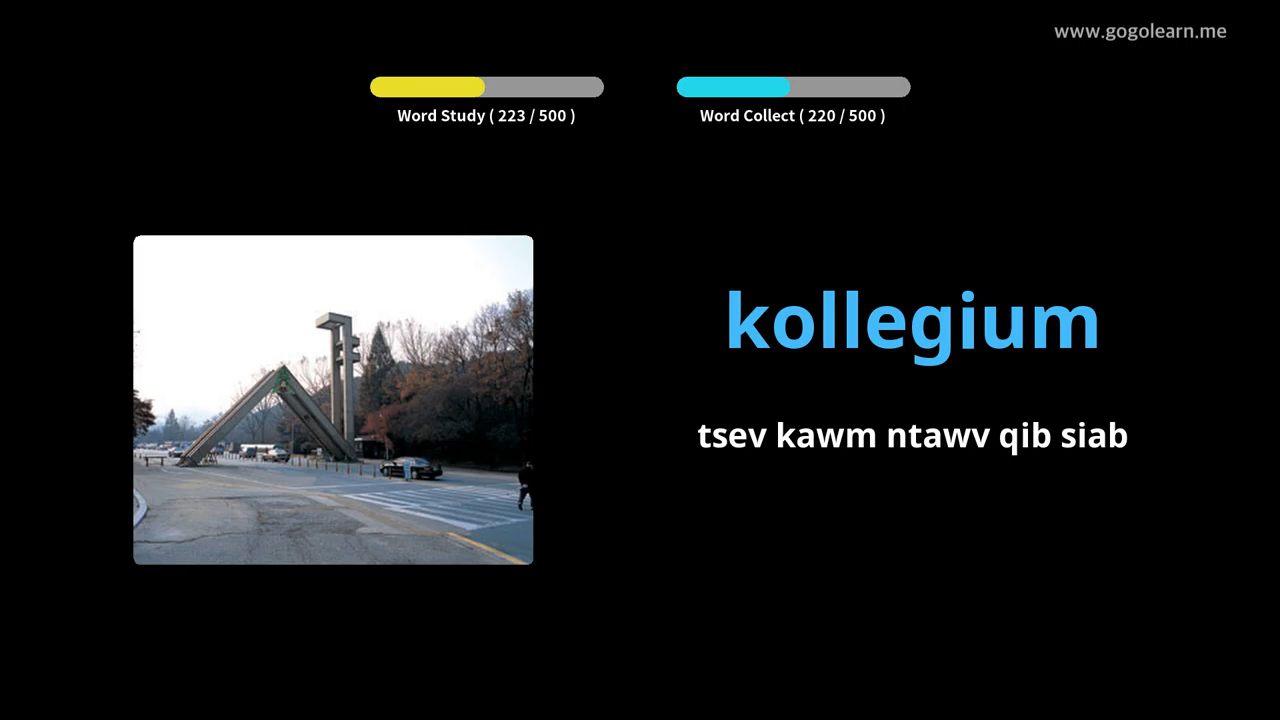 www.gogolearn.me
Word Study ( 223 / 500 )
Word Collect ( 220 / 500 )
kollegium
tsev kawm ntawv qib siab